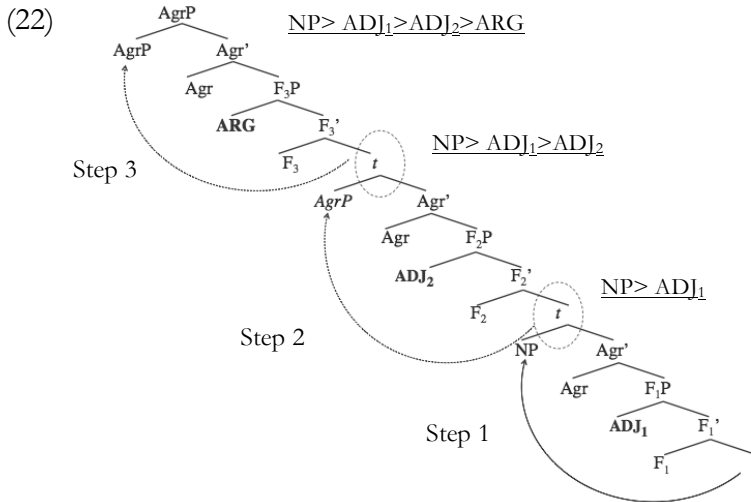 (22)
AgrP
NP> ADJ₁>ADJ₂>ARG
AgrP Agr'
Agr F₃P
ARG F₃'
NP> ADJ₁>ADJ₂
F₃ t
Step 3
AgrP Agr'
Agr F₂P
ADJ₂ F₂'
NP> ADJ₁
F₂ t
Step 2
NP Agr'
Agr F₁P
ADJ₁ F₁'
Step 1
F₁